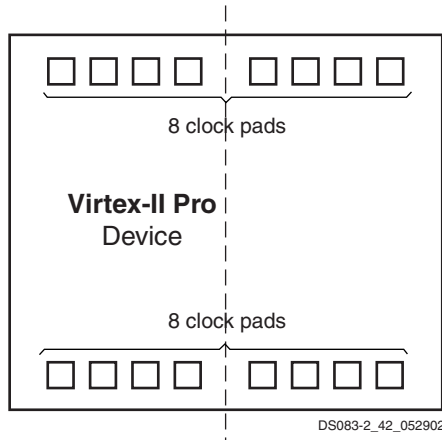 8 clock pads
Virtex-II Pro
Device
8 clock pads
DS083-2_42_052902